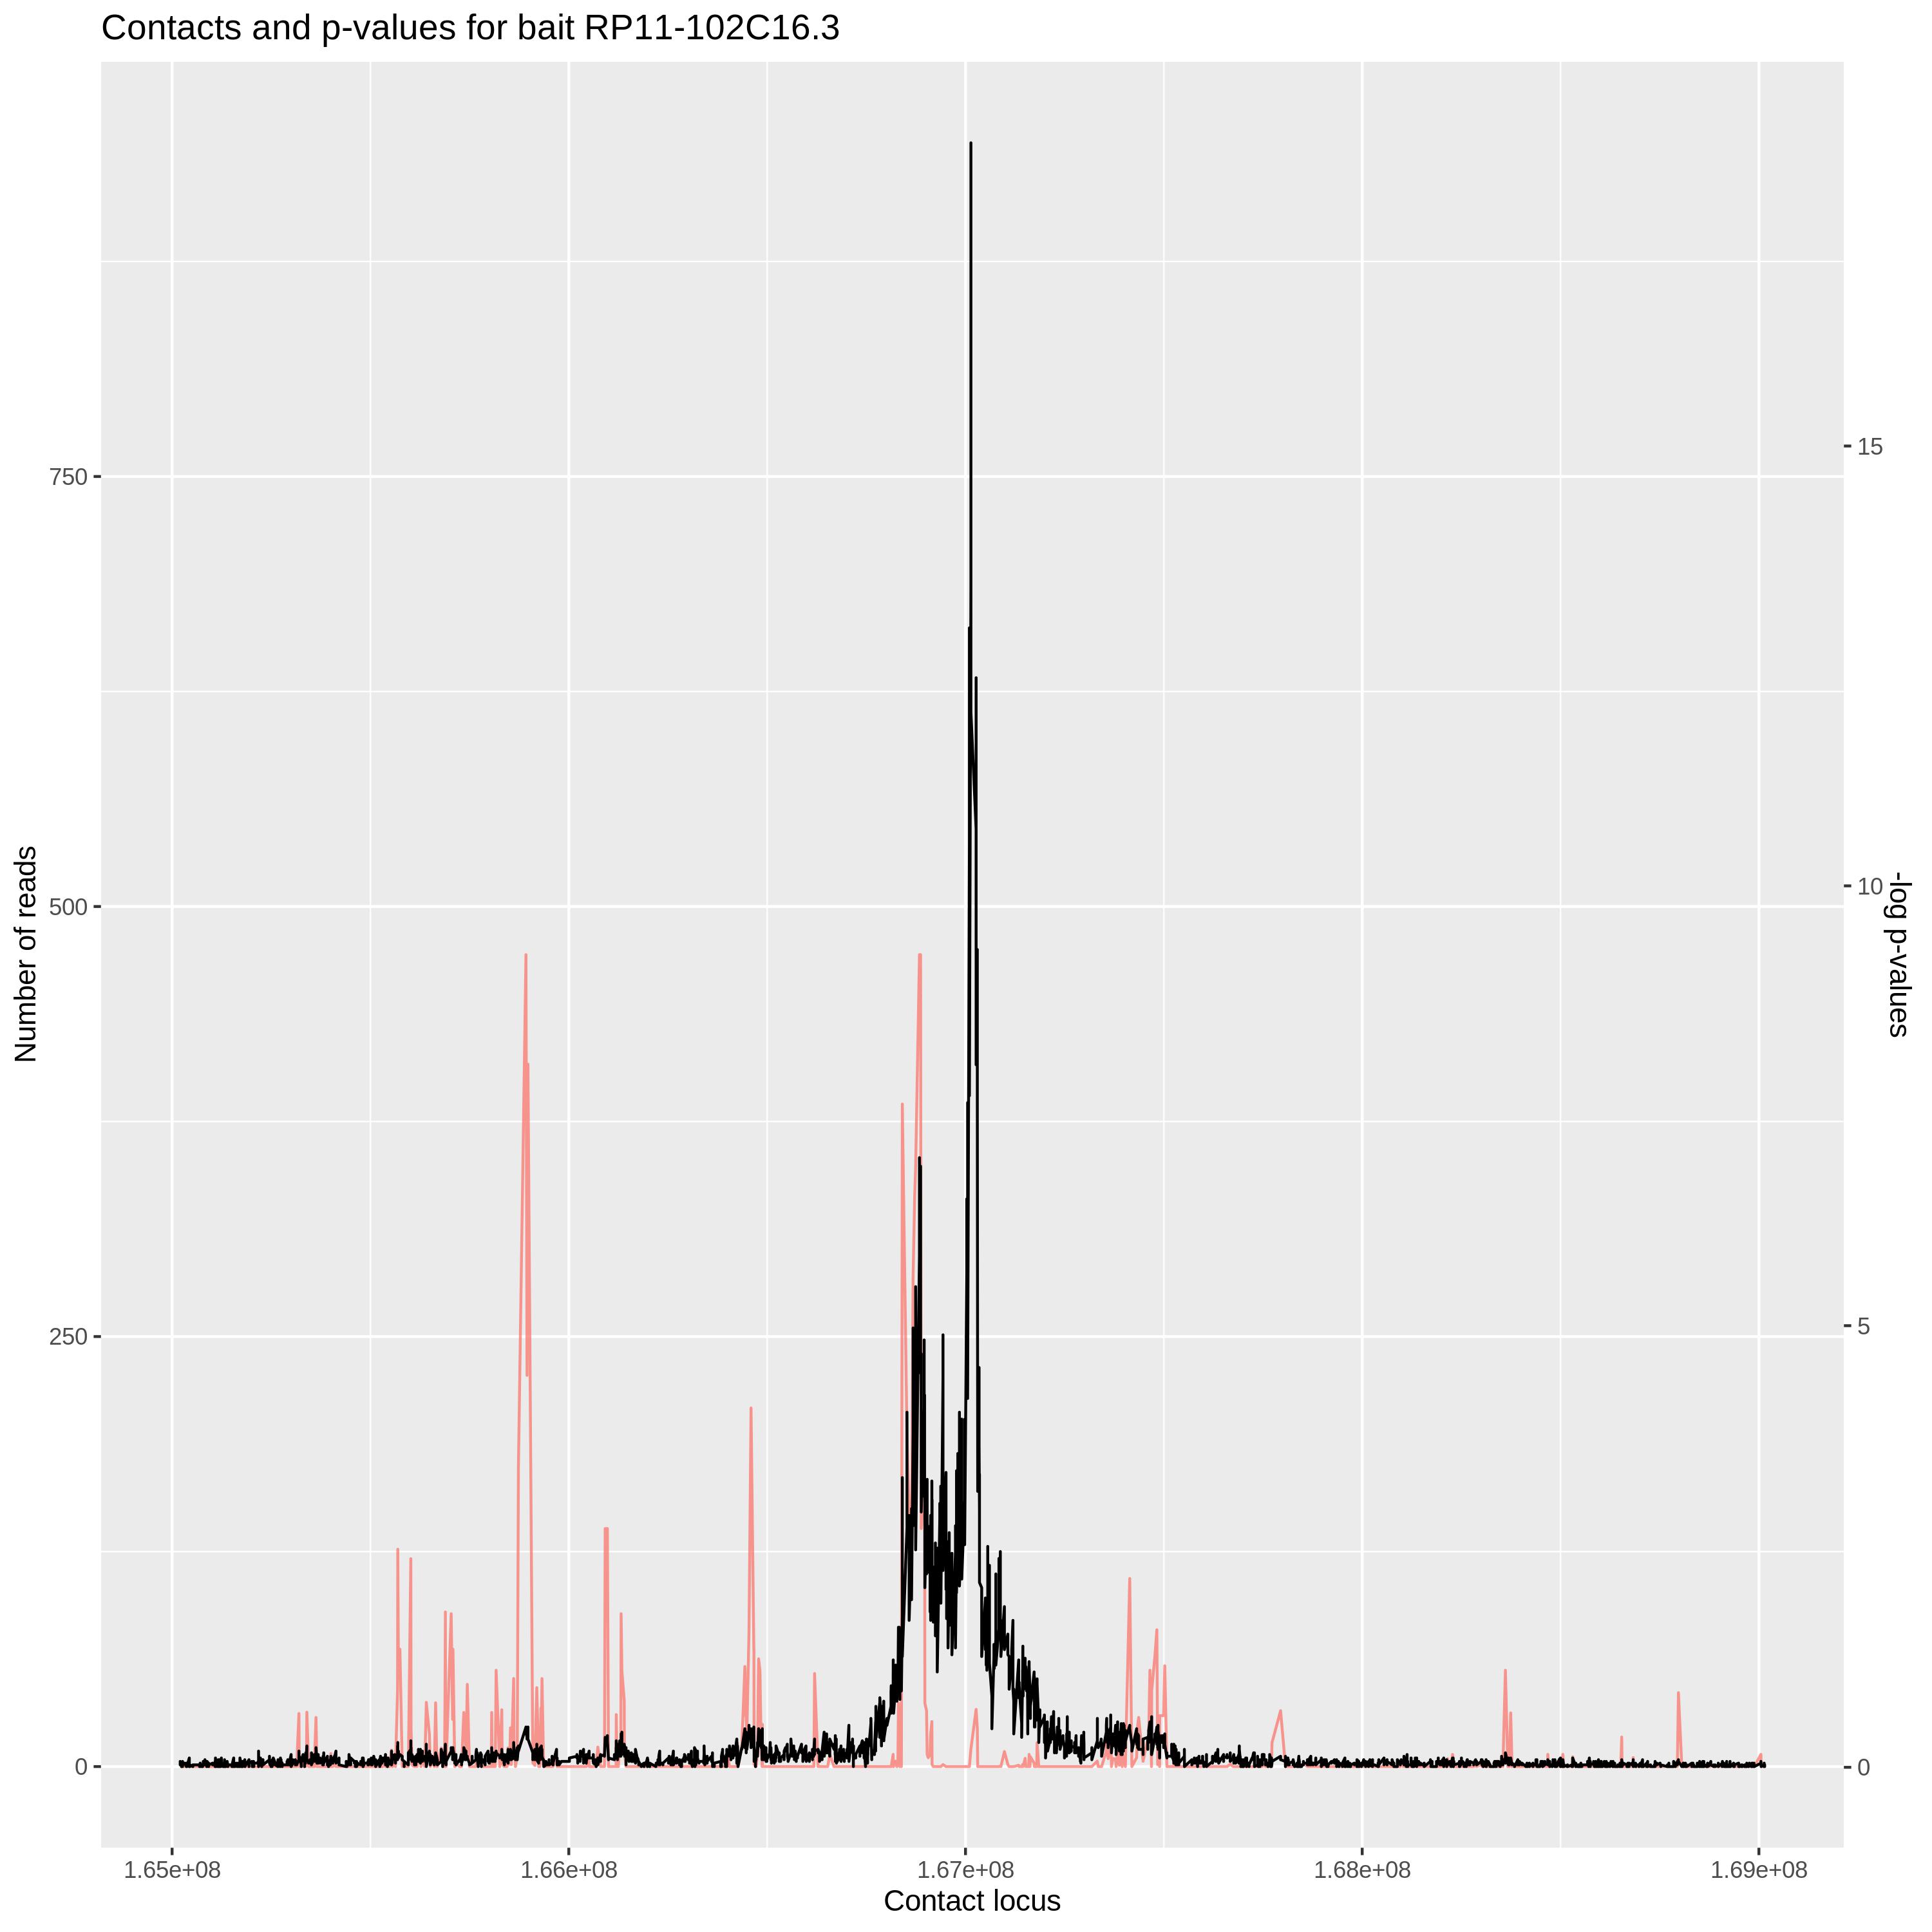 Contacts and p-values for bait RP11-102C16.3
Number of reads
750
500
250
0
15
10
5
0
-log p-values
1.65e+08
1.66e+08
1.67e+08
1.68e+08
1.69e+08
Contact locus